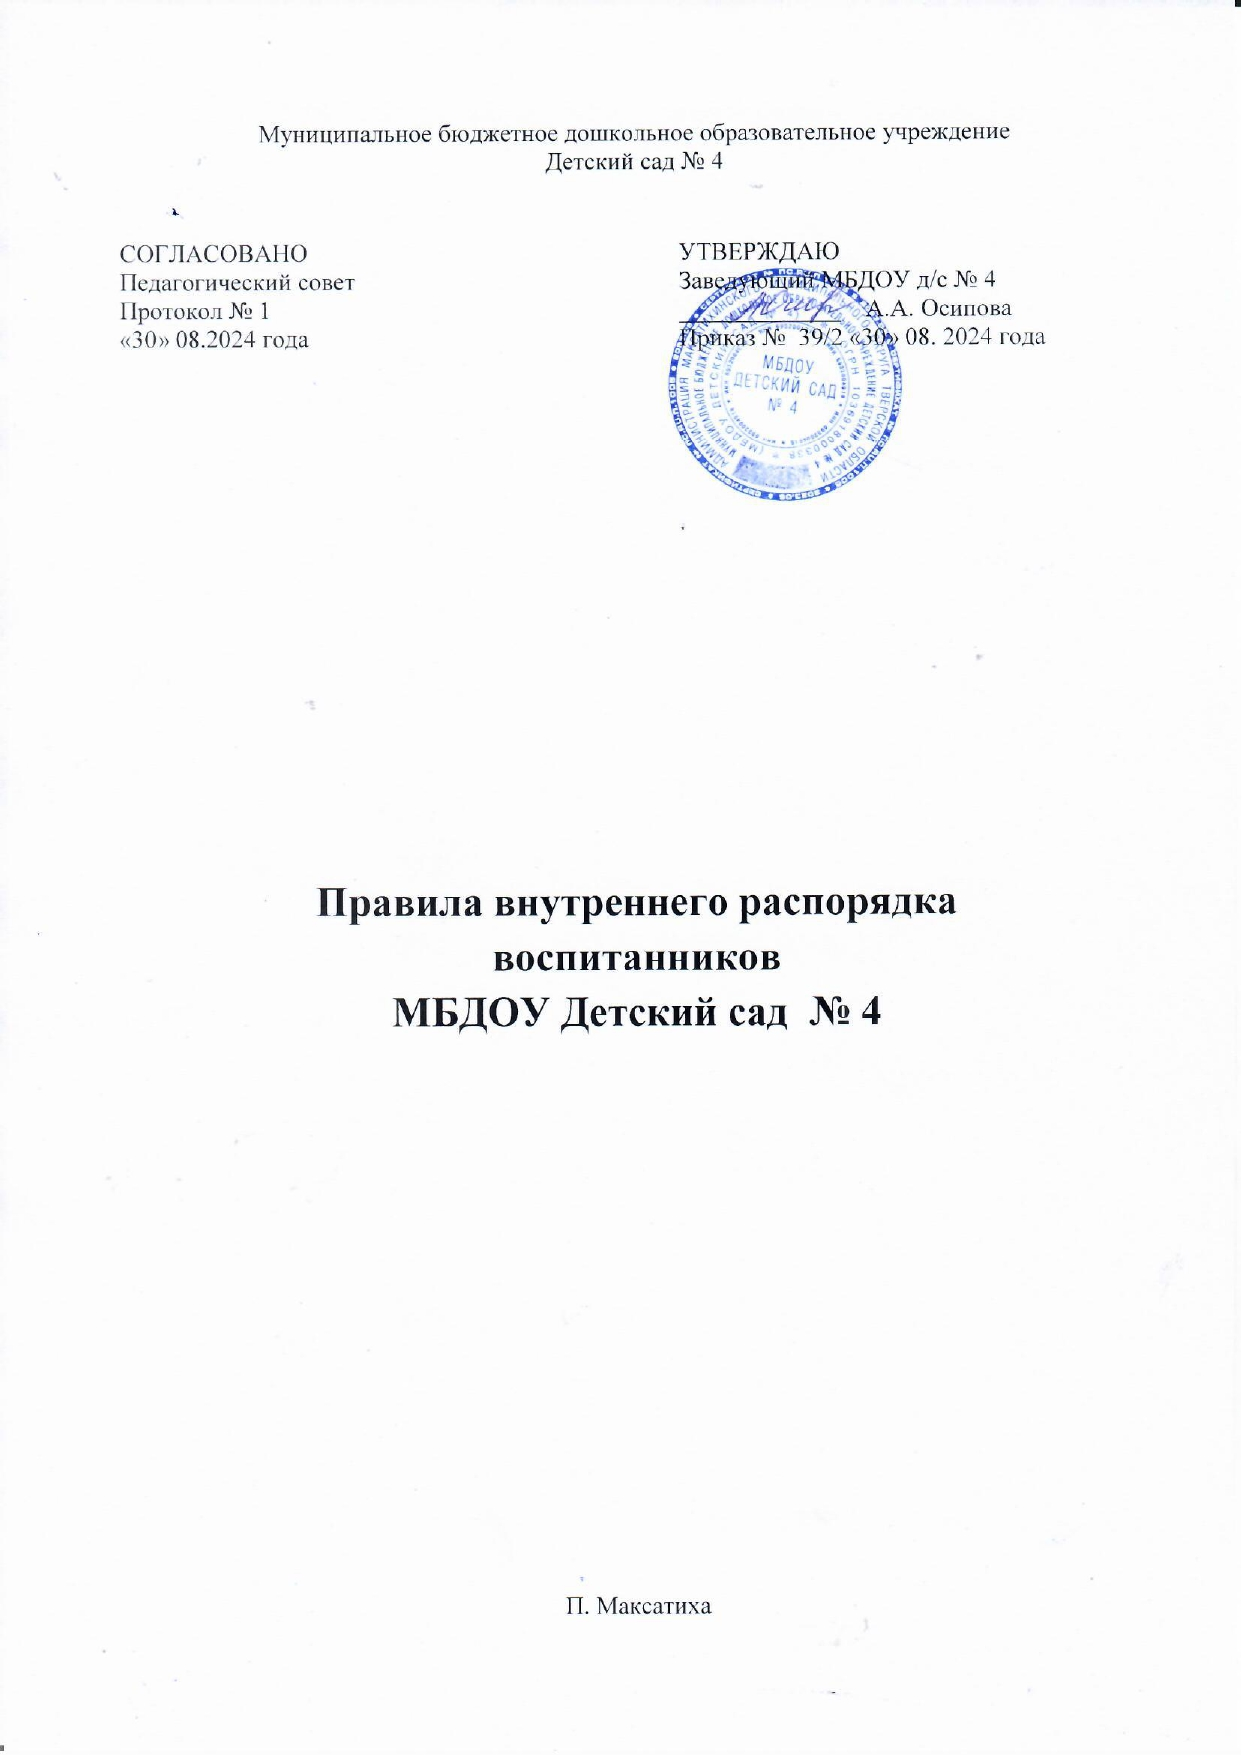 Муниципальное бюджетное дошкольное образовательное учреждение
Детский сад № 4
СОГЛАСОВАНО
Педагогический совет
Протокол № 1
«30» 08.2024 года
УТВЕРЖДАЮ
Заведующий МБДОУ д/с № 4
А.А. Осипова
Приказ № 39/2 «30» 08. 2024 года
МБДОУ
ДЕТСКИЙ САД
№ 4
Правила внутреннего распорядка
воспитанников
МБДОУ Детский сад № 4
П. Максатиха